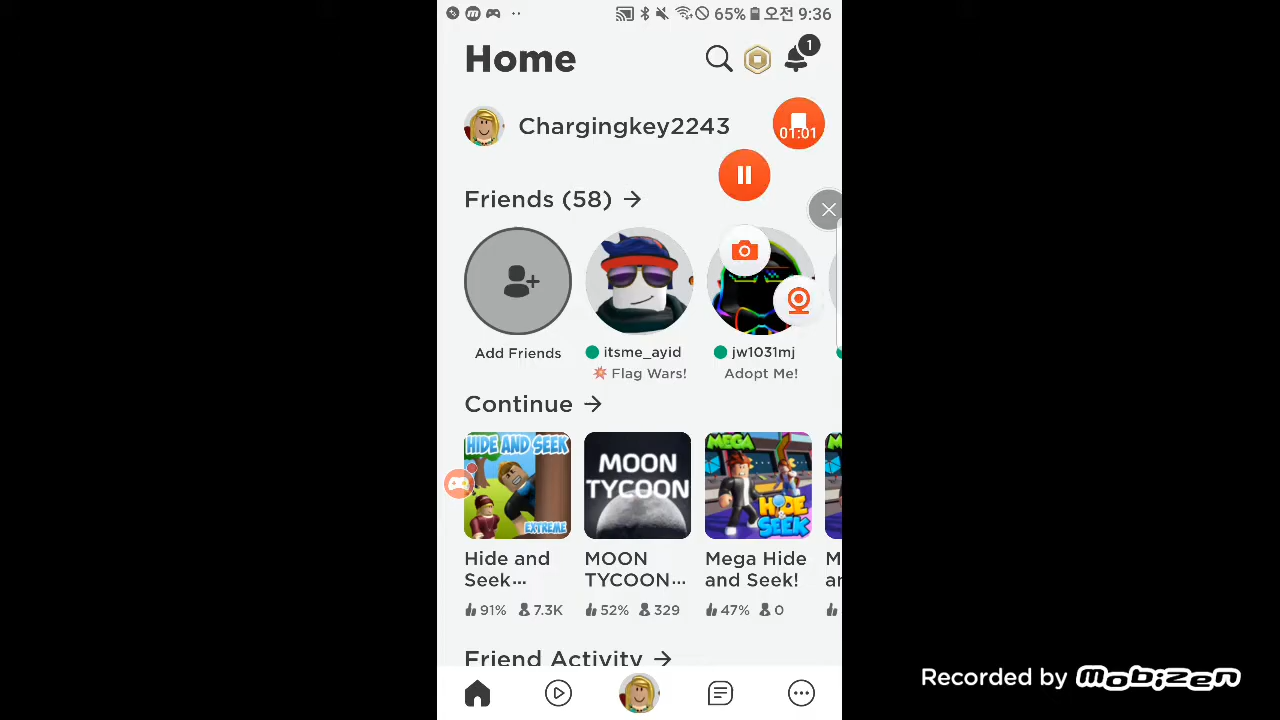 65% 오전 9:36
Home
1
Chargingkey2243
01:01
Friends (58) →
Add Friends
itsme_ayid
jw1031mj
Flag Wars!
Adopt Me!
Continue →
HIDE AND SEEK
EXTREME
MOON
TYCOON
MEGA
HIDE
&
SEEK
Hide and
Seek...
MOON
TYCOON...
Mega Hide
and Seek!
91% 7.3K
52% 329
47% 0
Friend Activity →
Recorded by mobizen